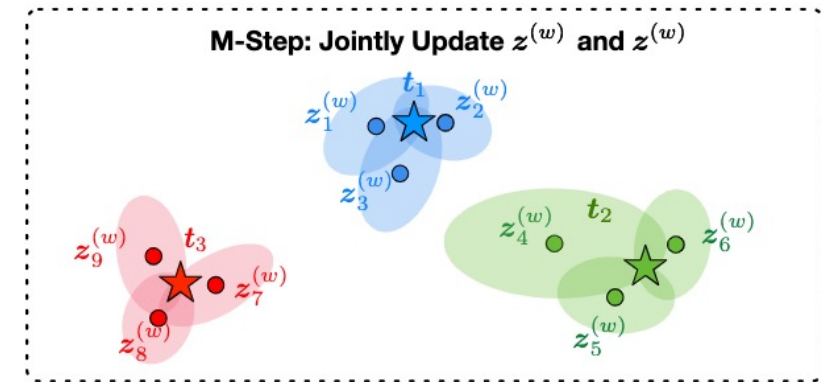 M-Step: Jointly Update z^(w) and z^(w)
t_1
z_1^(w)
z_2^(w)
z_3^(w)
t_2
z_4^(w)
z_6^(w)
z_5^(w)
t_3
z_9^(w)
z_7^(w)
z_8^(w)